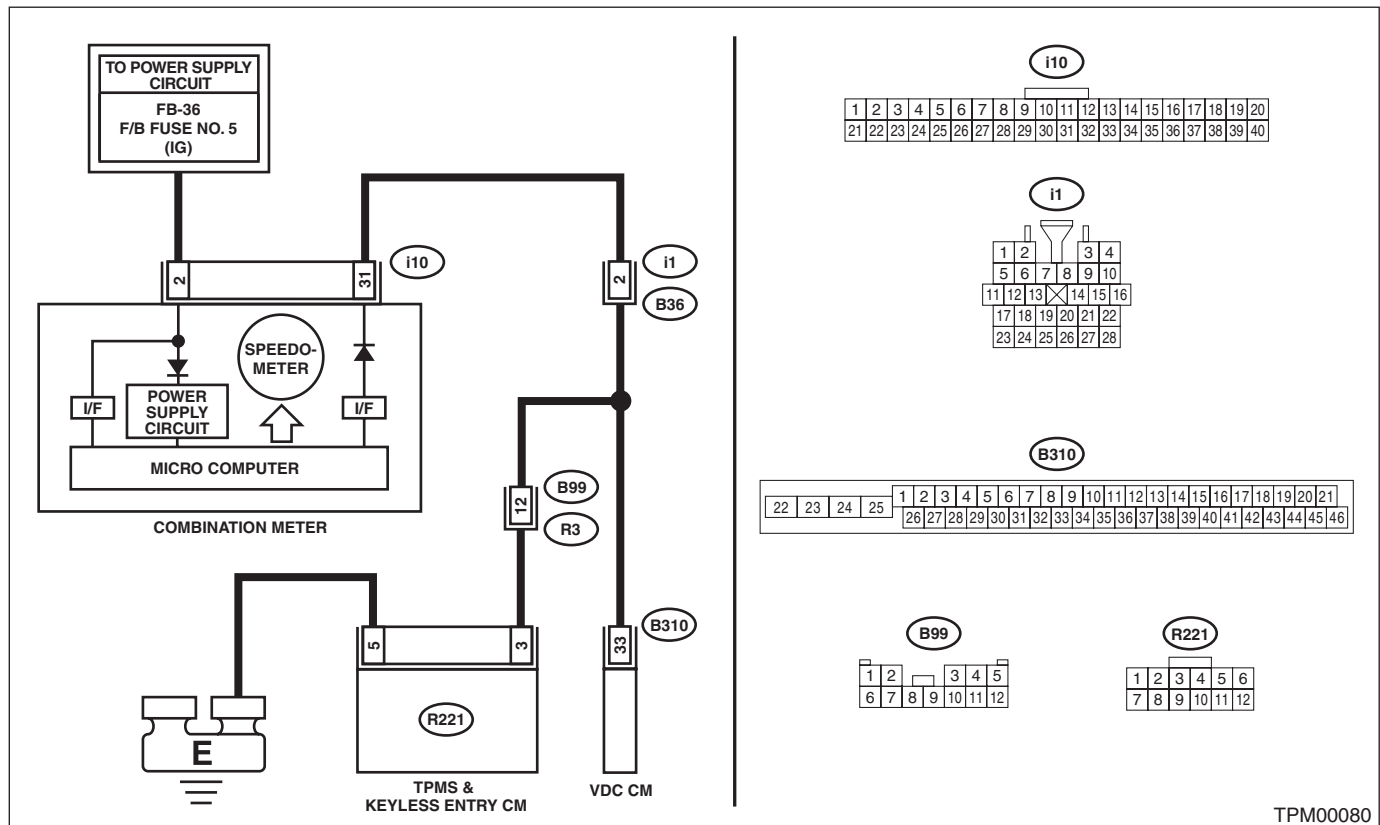 TO POWER SUPPLY
CIRCUIT
FB-36
F/B FUSE NO. 5
(IG)
2
31
i10
2
i1
B36
SPEEDO-
METER
I/F
POWER
SUPPLY
CIRCUIT
I/F
MICRO COMPUTER
COMBINATION METER
12
B99
R3
5
3
33
B310
R221
E
TPMS &
KEYLESS ENTRY CM
VDC CM
i10
1 2 3 4 5 6 7 8 9 10 11 12 13 14 15 16 17 18 19 20
21 22 23 24 25 26 27 28 29 30 31 32 33 34 35 36 37 38 39 40
i1
1 2 3 4
5 6 7 8 9 10
11 12 13 14 15 16
17 18 19 20 21 22
23 24 25 26 27 28
B310
22 23 24 25 1 2 3 4 5 6 7 8 9 10 11 12 13 14 15 16 17 18 19 20 21
26 27 28 29 30 31 32 33 34 35 36 37 38 39 40 41 42 43 44 45 46
B99
1 2 3 4 5
6 7 8 9 10 11 12
R221
1 2 3 4 5 6
7 8 9 10 11 12
TPM00080